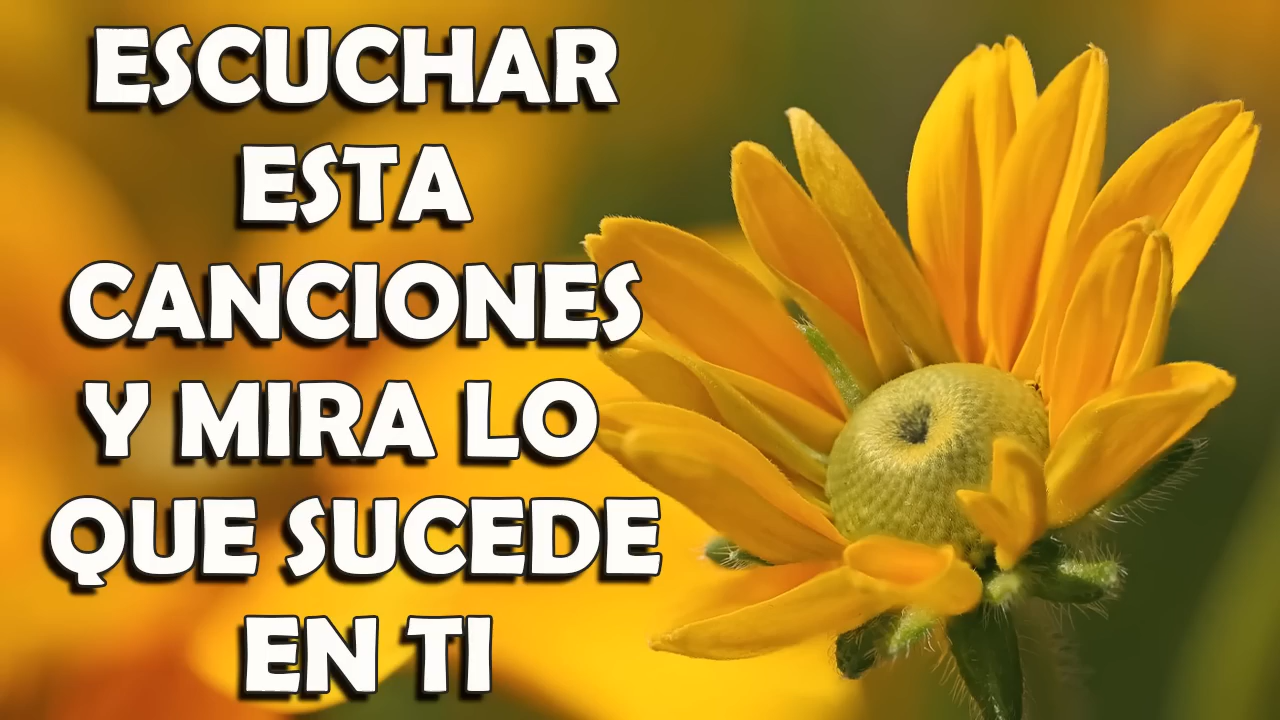 ESCUCHAR
ESTA
CANCIONES
Y MIRA LO
QUE SUCEDE
EN TI